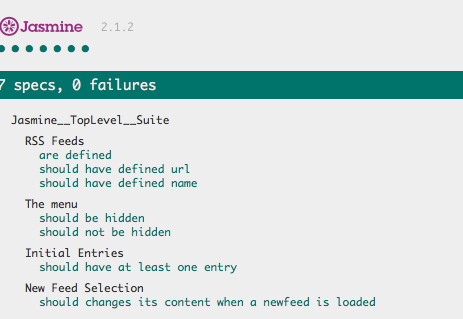 Jasmine 2.1.2
7 specs, 0 failures
Jasmine__TopLevel__Suite
RSS Feeds
are defined
should have defined url
should have defined name
The menu
should be hidden
should not be hidden
Initial Entries
should have at least one entry
New Feed Selection
should changes its content when a newfeed is loaded